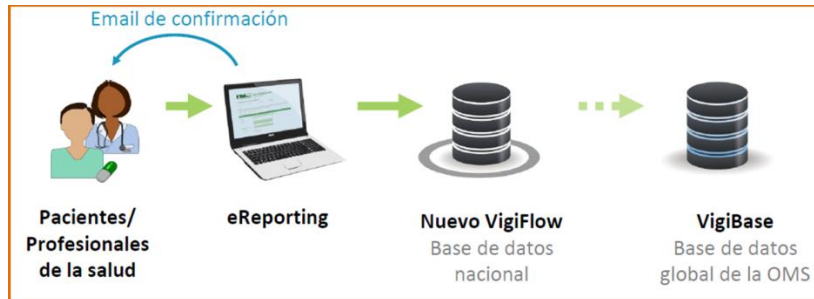 Email de confirmación
Pacientes/
Profesionales
de la salud
eReporting
Nuevo VigiFlow
Base de datos
nacional
VigiBase
Base de datos
global de la OMS